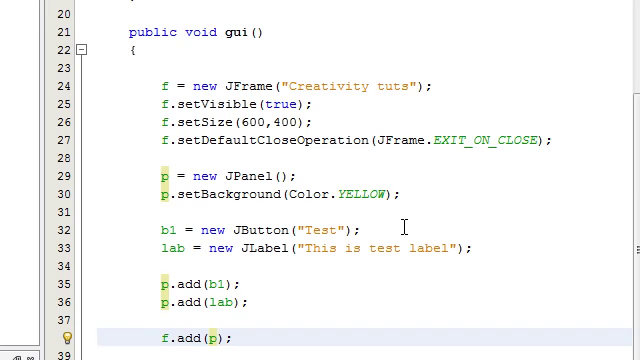 20
21 public void gui()
22 {
23
24 f = new JFrame("Creativity tuts");
25 f.setVisible(true);
26 f.setSize(600,400);
27 f.setDefaultCloseOperation(JFrame.EXIT_ON_CLOSE);
28
29 p = new JPanel();
30 p.setBackground(Color.YELLOW);
31
32 b1 = new JButton("Test");
33 lab = new JLabel("This is test label");
34
35 p.add(b1);
36 p.add(lab);
37
f.add(p);
39